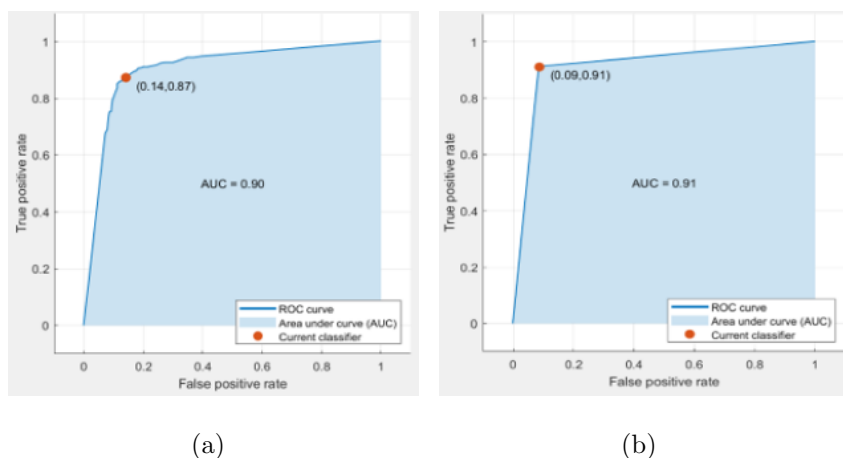 1
0.8
0.6
0.4
0.2
0
True positive rate
(0.14,0.87)
AUC = 0.90
ROC curve
Area under curve (AUC)
Current classifier
0
0.2
0.4
0.6
0.8
1
False positive rate
(a)
1
0.8
0.6
0.4
0.2
0
True positive rate
(0.09,0.91)
AUC = 0.91
ROC curve
Area under curve (AUC)
Current classifier
0
0.2
0.4
0.6
0.8
1
False positive rate
(b)